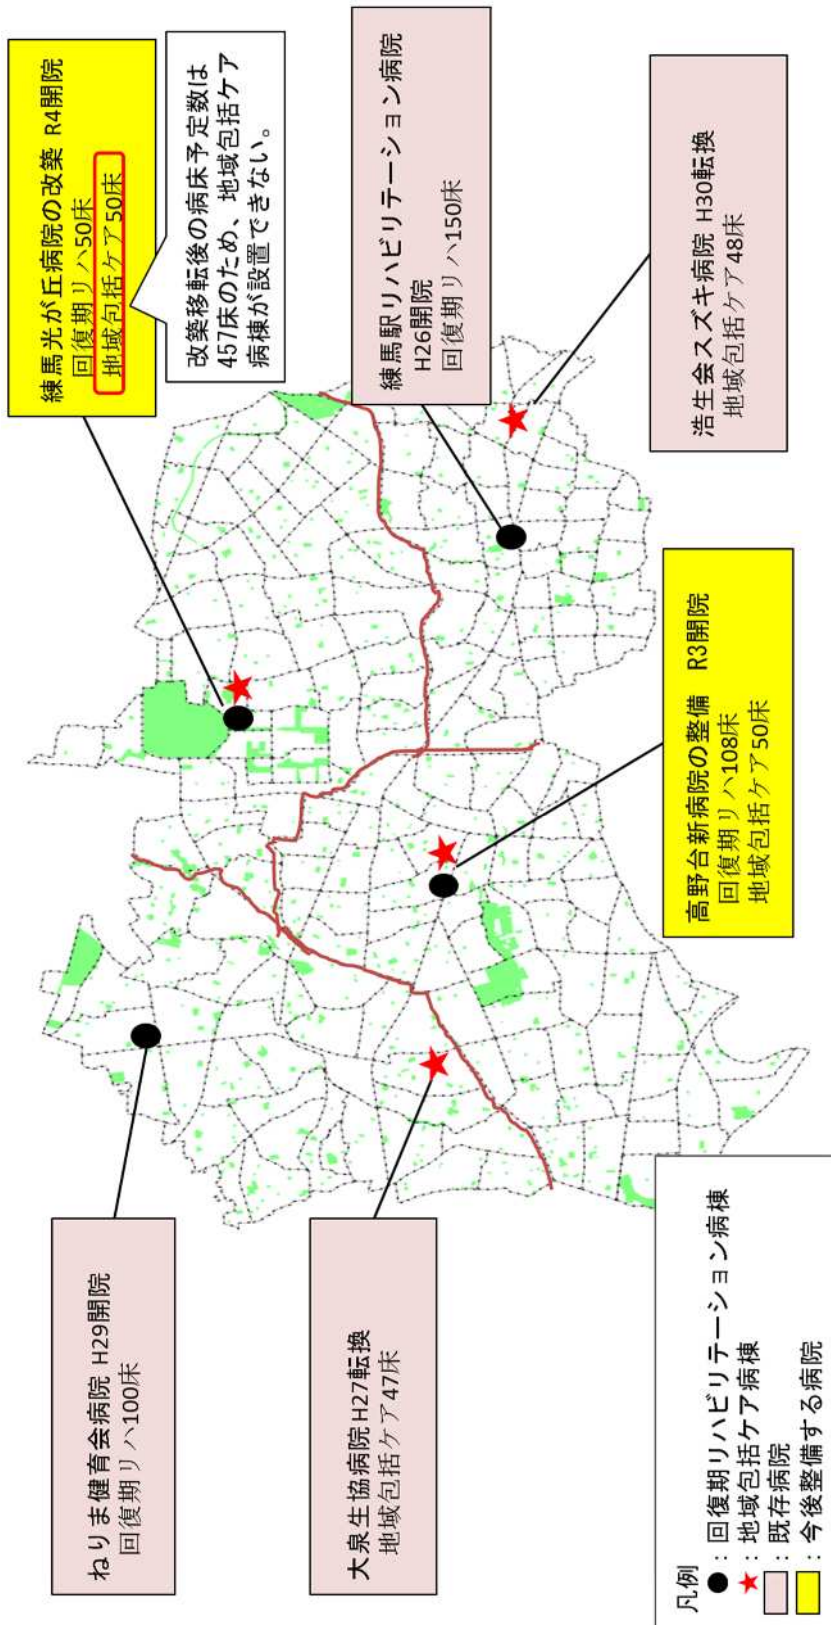 ねりま健育会病院 H29開院
回復期リハ100床
大泉生協病院 H27転換
地域包括ケア47床
練馬光が丘病院の改築 R4開院
回復期リハ50床
地域包括ケア50床
改築移転後の病床予定数は
457床のため、地域包括ケア
病棟が設置できない。
練馬駅リハビリテーション病院
H26開院
回復期リハ150床
浩生会スズキ病院 H30転換
地域包括ケア48床
高野台新病院の整備 R3開院
回復期リハ108床
地域包括ケア50床
凡例
：回復期リハビリテーション病棟
：地域包括ケア病棟
：既存病院
：今後整備する病院